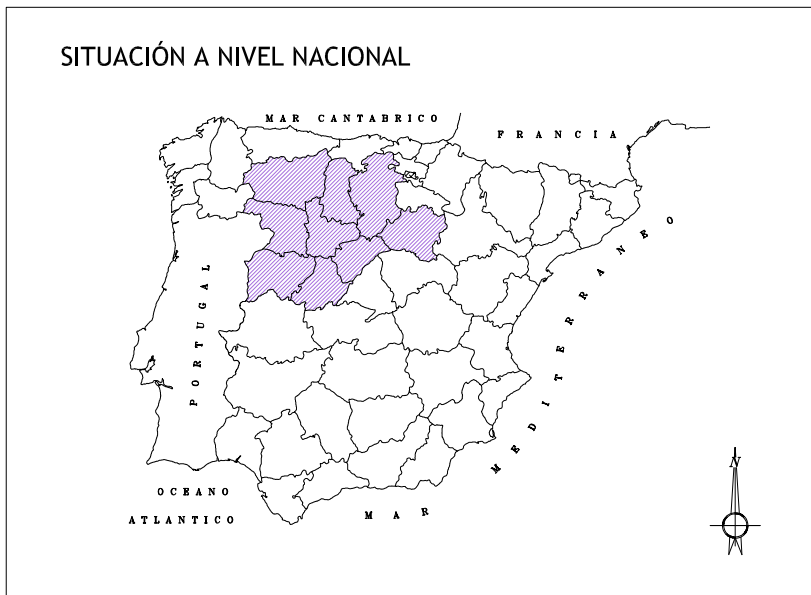 SITUACIÓN A NIVEL NACIONAL
MAR CANTABRICO
FRANCIA
PORTUGAL
MEDITERRANEO
OCEANO
ATLANTICO
MAR
N